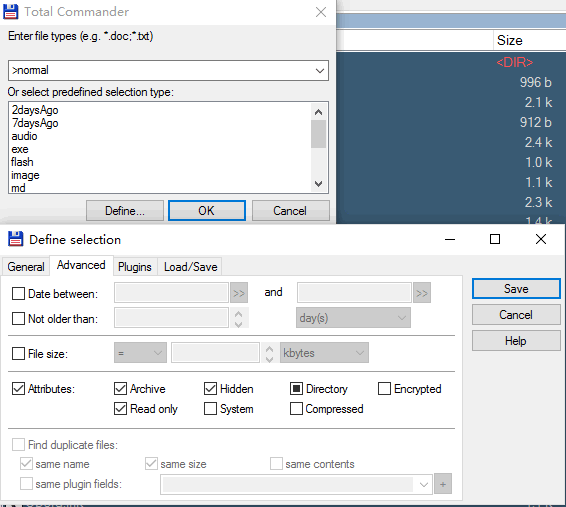 Total Commander
Enter file types (e.g. *.doc;*.txt)
>normal
Or select predefined selection type:
2daysAgo
7daysAgo
audio
exe
flash
image
md
Define...
OK
Cancel
Size
<DIR>
996 b
2.1 k
912 b
2.4 k
1.0 k
1.1 k
2.3 k
1.4 k
Define selection
General
Advanced
Plugins
Load/Save
Date between:
>>
and
>>
Not older than:
day(s)
File size:
=
kbytes
Attributes:
Archive
Hidden
Directory
Encrypted
Read only
System
Compressed
Find duplicate files:
same name
same size
same contents
same plugin fields:
+
Save
Cancel
Help